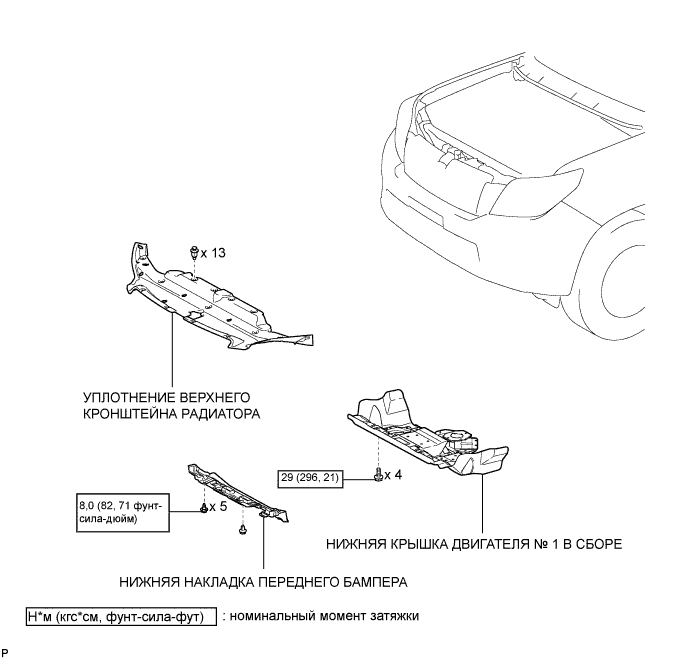 x 13
УПЛОТНЕНИЕ ВЕРХНЕГО
КРОНШТЕЙНА РАДИАТОРА
29 (296, 21)
x 4
8,0 (82, 71 фунт-
сила-дюйм)
x 5
НИЖНЯЯ КРЫШКА ДВИГАТЕЛЯ № 1 В СБОРЕ
НИЖНЯЯ НАКЛАДКА ПЕРЕДНЕГО БАМПЕРА
Н*м (кгс*см, фунт-сила-фут) : номинальный момент затяжки
P